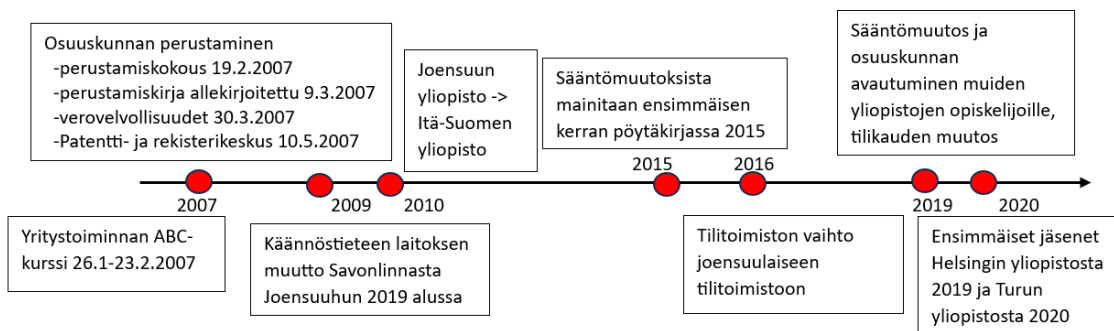 Osuuskunnan perustaminen
-perustamiskokous 19.2.2007
-perustamiskirja allekirjoitettu 9.3.2007
-verovelvollisuudet 30.3.2007
-Patentti- ja rekisterikeskus 10.5.2007
Joensuun
yliopisto ->
Itä-Suomen
yliopisto
Sääntömuutoksista
mainitaan ensimmäisen
kerran pöytäkirjassa 2015
Sääntömuutos ja
osuuskunnan
avautuminen muiden
yliopistojen opiskelijoille,
tilikauden muutos
2007
2009
2010
2015
2016
2019
2020
Yritystoiminnan ABC-
kurssi 26.1-23.2.2007
Käännöstieteen laitoksen
muutto Savonlinnasta
Joensuuhun 2019 alussa
Tilitoimiston vaihto
joensuulaiseen
tilitoimistoon
Ensimmäiset jäsenet
Helsingin yliopistosta
2019 ja Turun
yliopistosta 2020